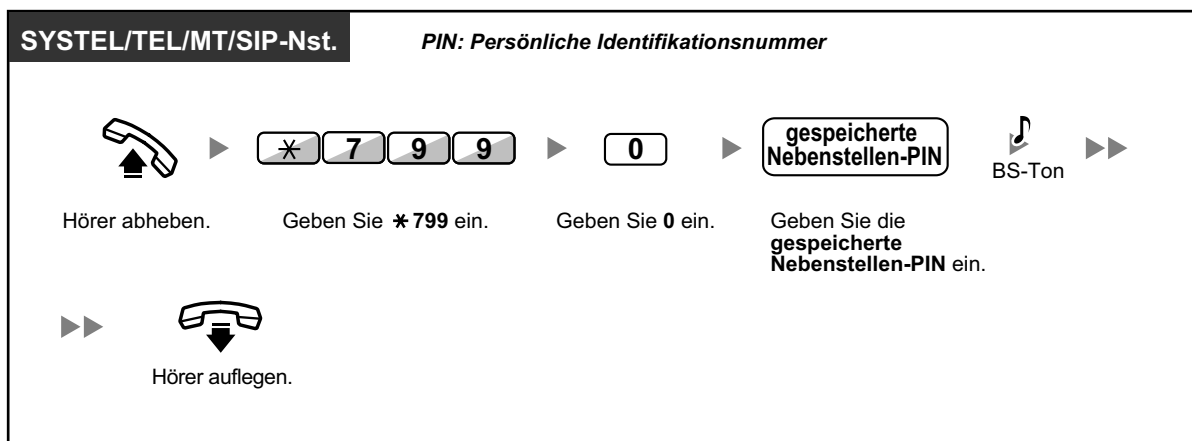 SYSTEL/TEL/MT/SIP-Nst.
PIN: Persönliche Identifikationsnummer
* 7 9 9
0
gespeicherte
Nebenstellen-PIN
BS-Ton
Hörer abheben.
Geben Sie *799 ein.
Geben Sie 0 ein.
Geben Sie die
gespeicherte
Nebenstellen-PIN ein.
Hörer auflegen.